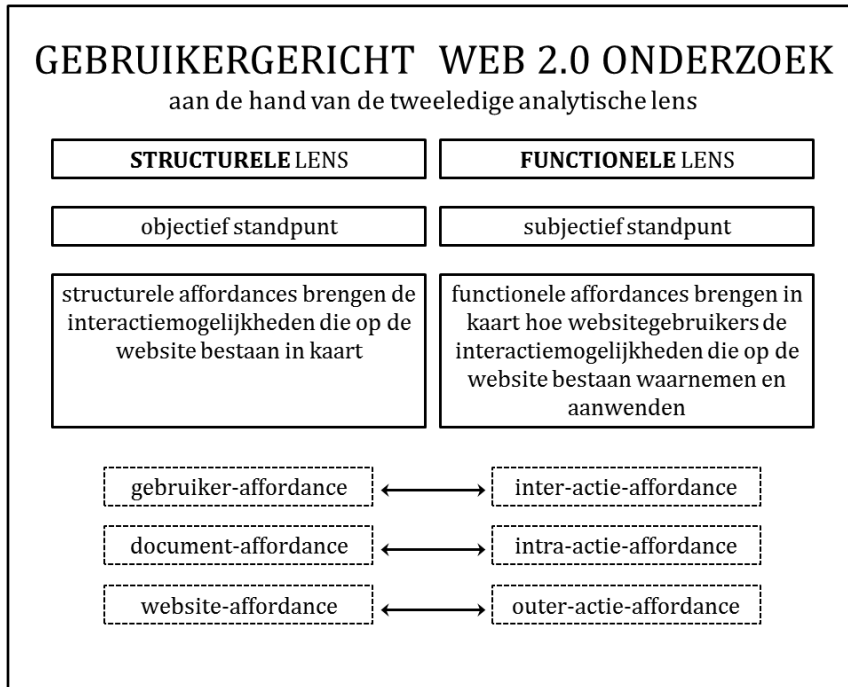 GEBRUIKERGERICHT WEB 2.0 ONDERZOEK
aan de hand van de tweeledige analytische lens
STRUCTURELE LENS
FUNCTIONELE LENS
objectief standpunt
subjectief standpunt
structurele affordances brengen de
interactiemogelijkheden die op de
website bestaan in kaart
functionele affordances brengen in
kaart hoe websitegebruikers de
interactiemogelijkheden die op de
website bestaan waarnemen en
aanwenden
gebruiker-affordance
inter-actie-affordance
document-affordance
intra-actie-affordance
website-affordance
outer-actie-affordance